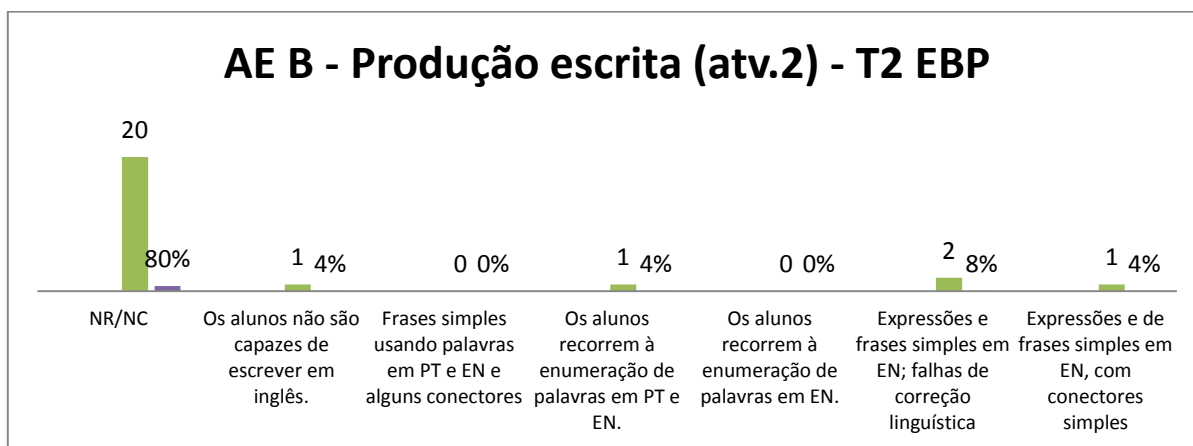 AE B - Produção escrita (atv.2) - T2 EBP
20
80%
1 4%
0 0%
1 4%
0 0%
2 8%
1 4%
NR/NC
Os alunos não são
capazes de
escrever em
inglês.
Frases simples
usando palavras
em PT e EN e
alguns conectores
Os alunos
recorrem à
enumeração de
palavras em PT e
EN.
Os alunos
recorrem à
enumeração de
palavras em EN.
Expressões e
frases simples em
EN; falhas de
correção
linguística
Expressões e de
frases simples em
EN, com
conectores
simples